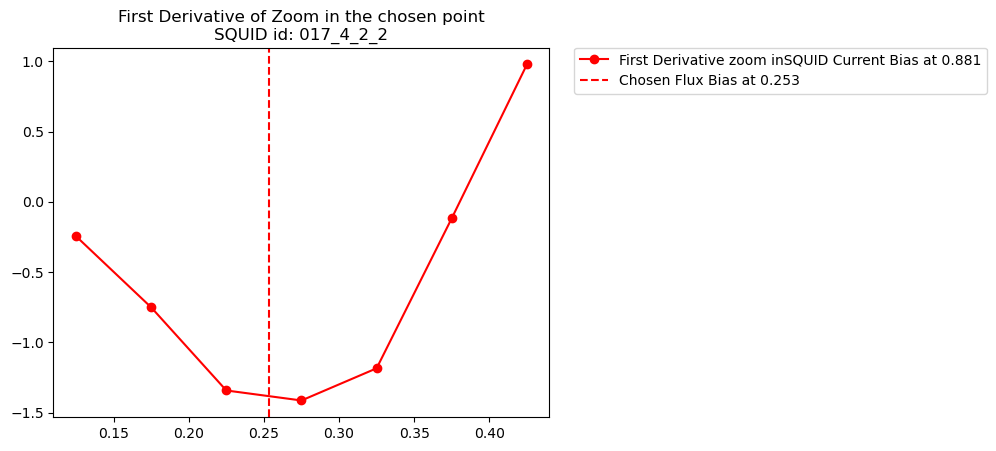 First Derivative of Zoom in the chosen point
SQUID id: 017_4_2_2
First Derivative zoom inSQUID Current Bias at 0.881
Chosen Flux Bias at 0.253
1.0
0.5
0.0
−0.5
−1.0
−1.5
0.15 0.20 0.25 0.30 0.35 0.40